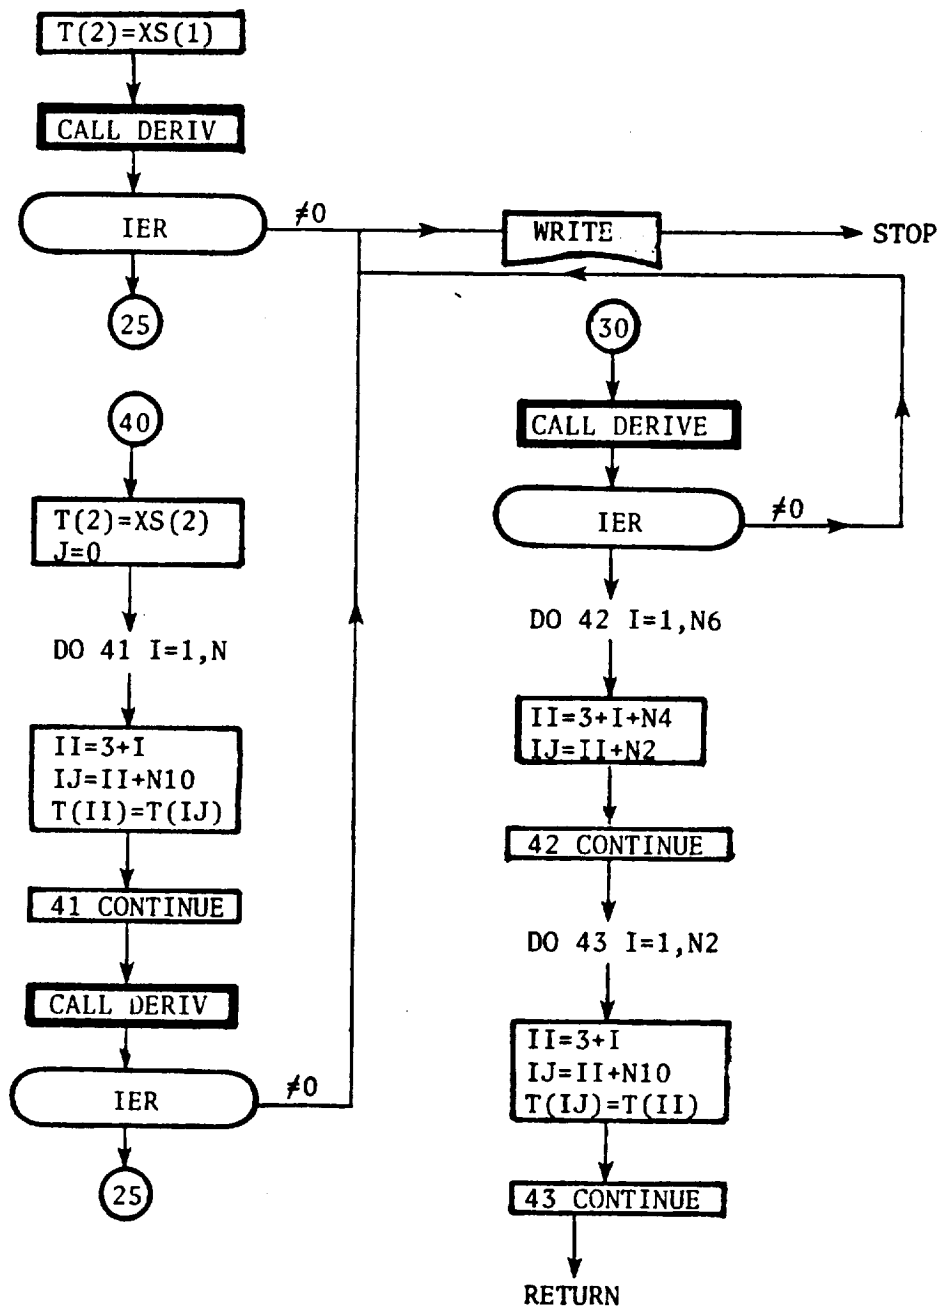 T(2)=XS(1)
CALL DERIV
IER
≠0
WRITE
STOP
25
40
T(2)=XS(2)
J=0
DO 41 I=1,N
II=3+I
IJ=II+N10
T(II)=T(IJ)
41 CONTINUE
CALL DERIV
IER
≠0
25
30
CALL DERIVE
IER
≠0
DO 42 I=1,N6
II=3+I+N4
IJ=II+N2
42 CONTINUE
DO 43 I=1,N2
II=3+I
IJ=II+N10
T(IJ)=T(II)
43 CONTINUE
RETURN